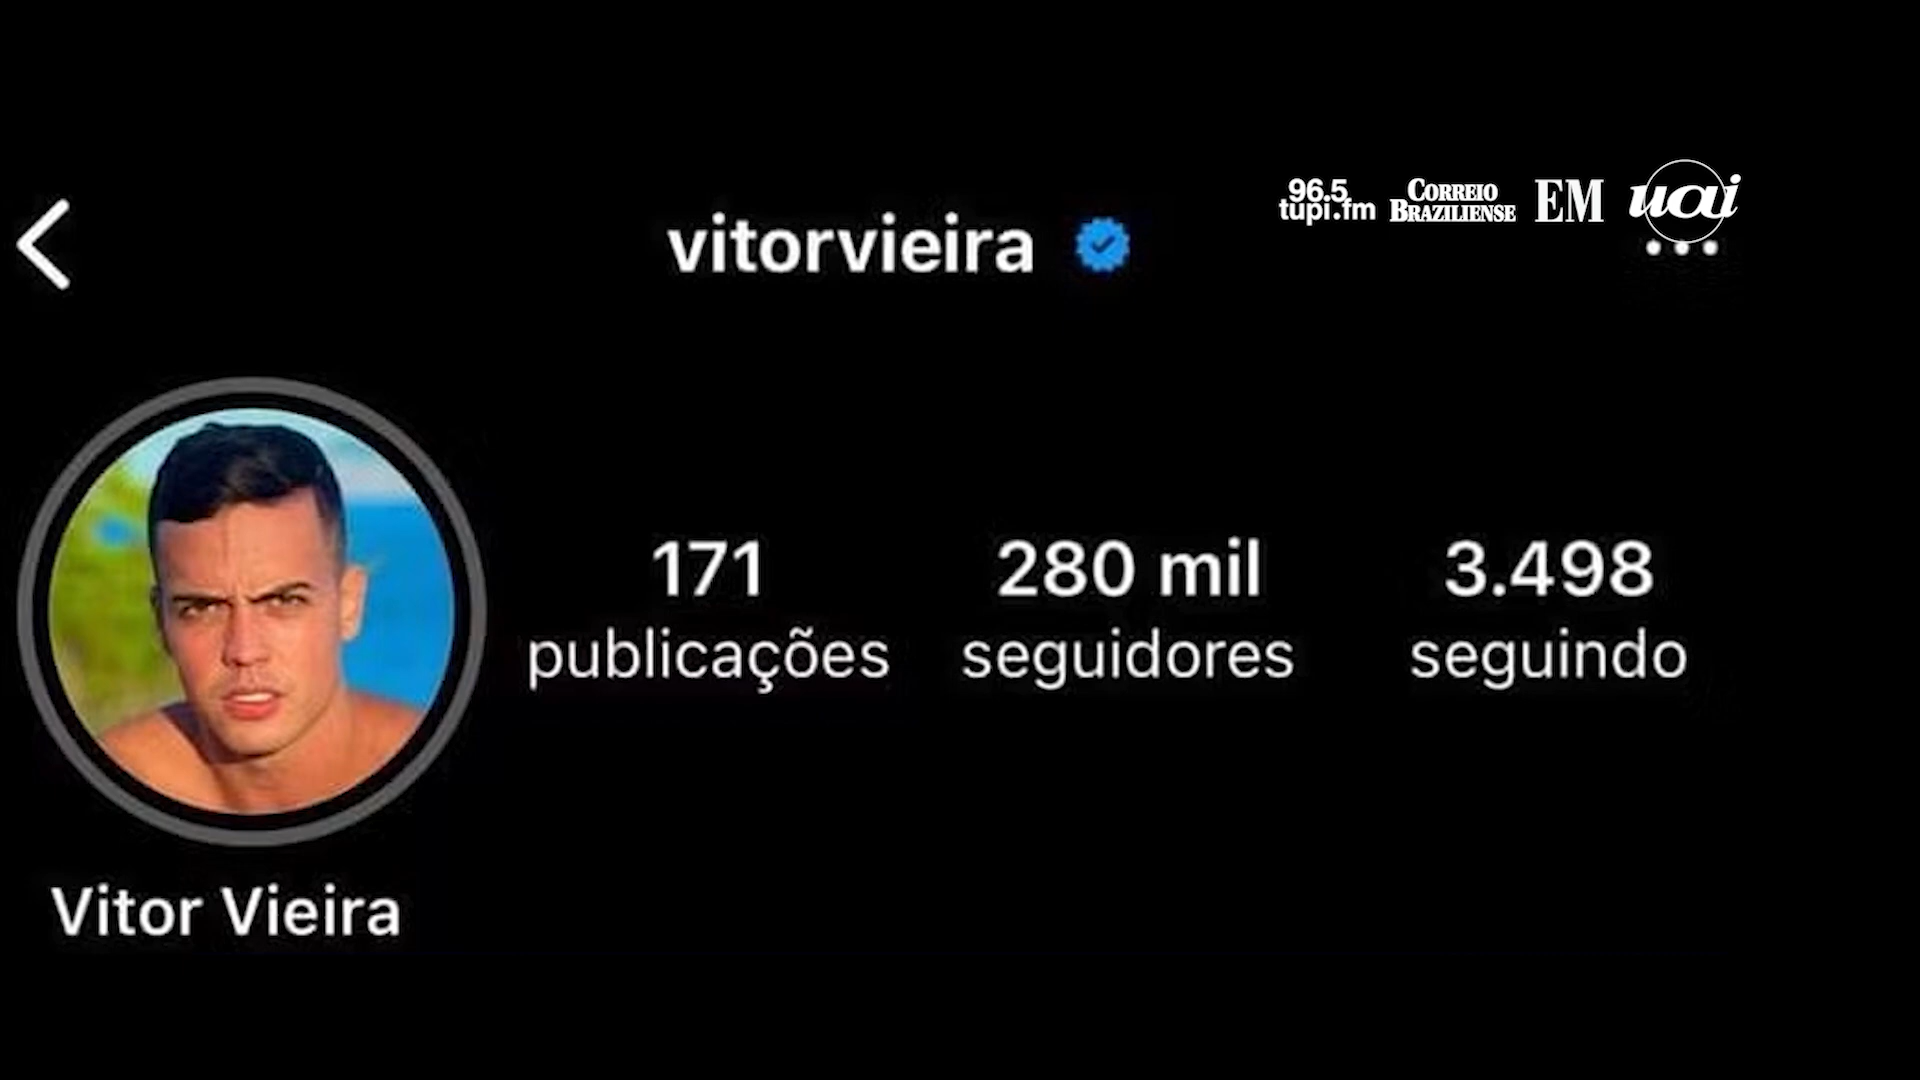 96.5
tupi.fm
CORREIO
BRAZILIENSE
EM
uai
vitorvieira
171
publicações
280 mil
seguidores
3.498
seguindo
Vitor Vieira